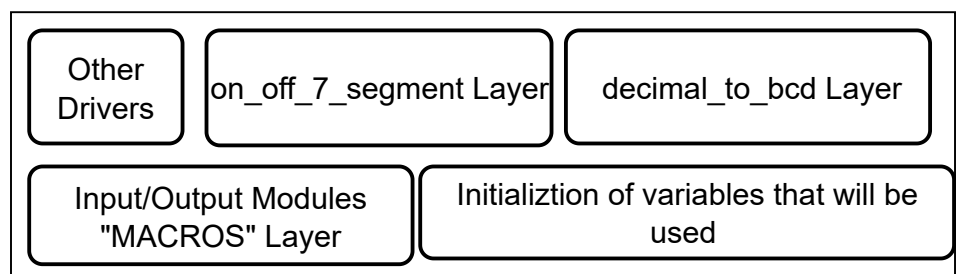 Other
Drivers
on_off_7_segment Layer
decimal_to_bcd Layer
Input/Output Modules
"MACROS" Layer
Initializtion of variables that will be
used